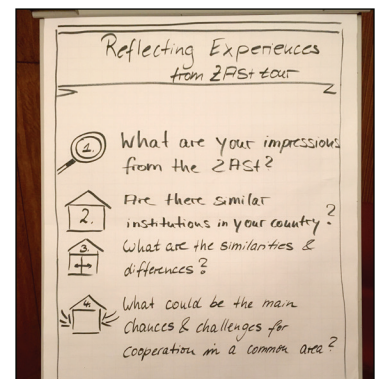 Reflecting Experiences
from ZASt tour
1. What are your impressions
from the ZASt?
Are there similar
2. institutions in your country?
3. What are the similarities &
differences?
4. What could be the main
chances & challenges for
cooperation in a common area?